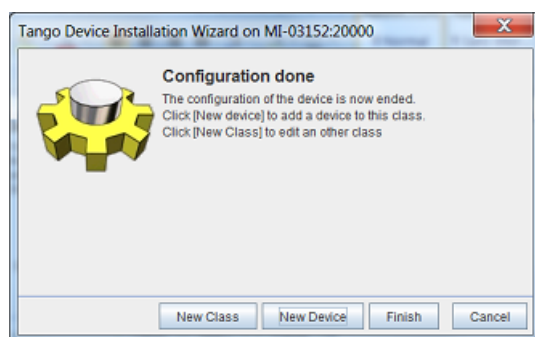 Tango Device Installation Wizard on MI-03152:20000
Configuration done
The configuration of the device is now ended.
Click [New device] to add a device to this class.
Click [New Class] to edit an other class
New Class New Device Finish Cancel